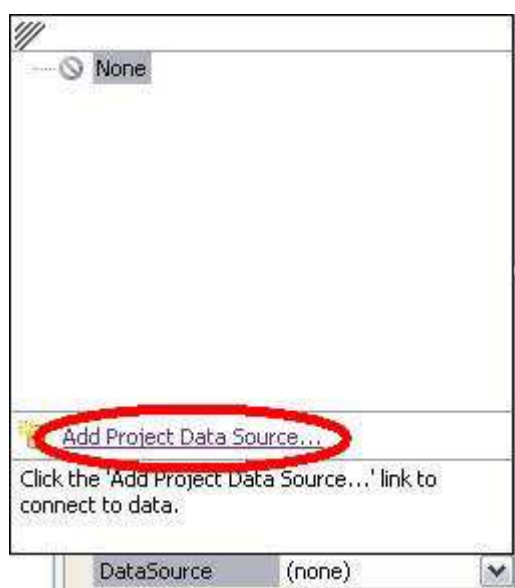 None
Add Project Data Source...
Click the 'Add Project Data Source...' link to
connect to data.
DataSource (none)